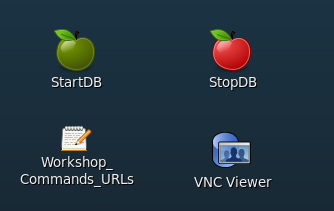 StartDB
StopDB
Workshop_
Commands_URLs
VNC Viewer